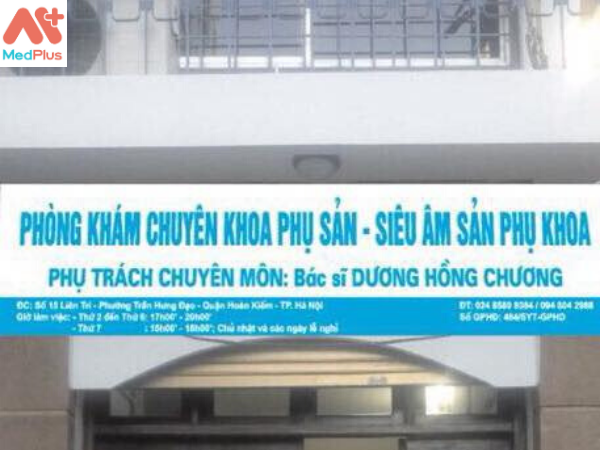 MedPlus
PHÒNG KHÁM CHUYÊN KHOA PHỤ SẢN - SIÊU ÂM SẢN PHỤ KHOA
PHỤ TRÁCH CHUYÊN MÔN: Bác sĩ DƯƠNG HỒNG CHƯƠNG
ĐC: Số 15 Liên Trì - Phường Trần Hưng Đạo - Quận Hoàn Kiếm - TP. Hà Nội
ĐT: 024 8589 8384 / 094 504 2988
Giờ làm việc: - Thứ 2 đến Thứ 6: 17h00' - 20h00'
Số GPHĐ: 484/SYT-GPHĐ
- Thứ 7 : 15h00' - 18h00'; Chủ nhật và các ngày lễ nghỉ